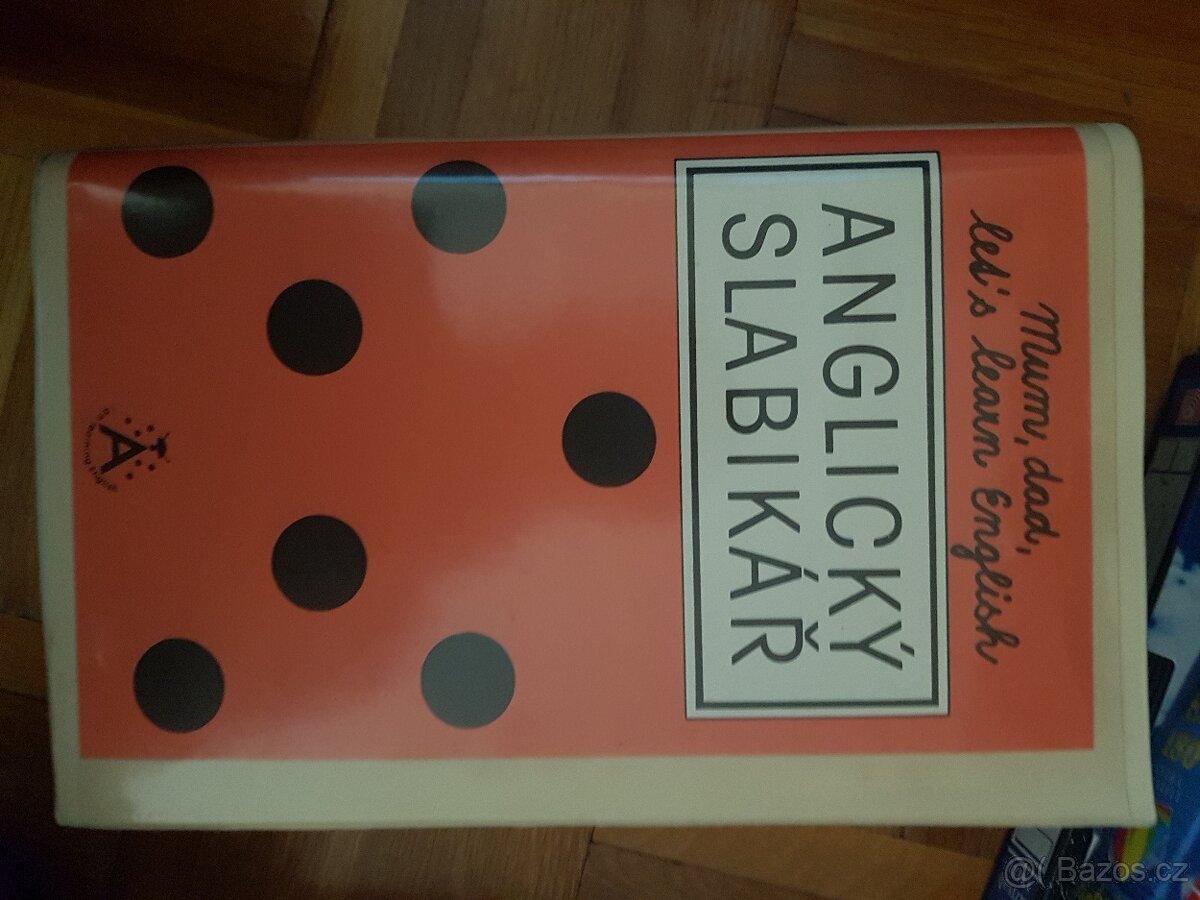 Mum, dad,
let's learn English
ANGLICKÝ
SLABIKÁŘ
A
Bazos.cz